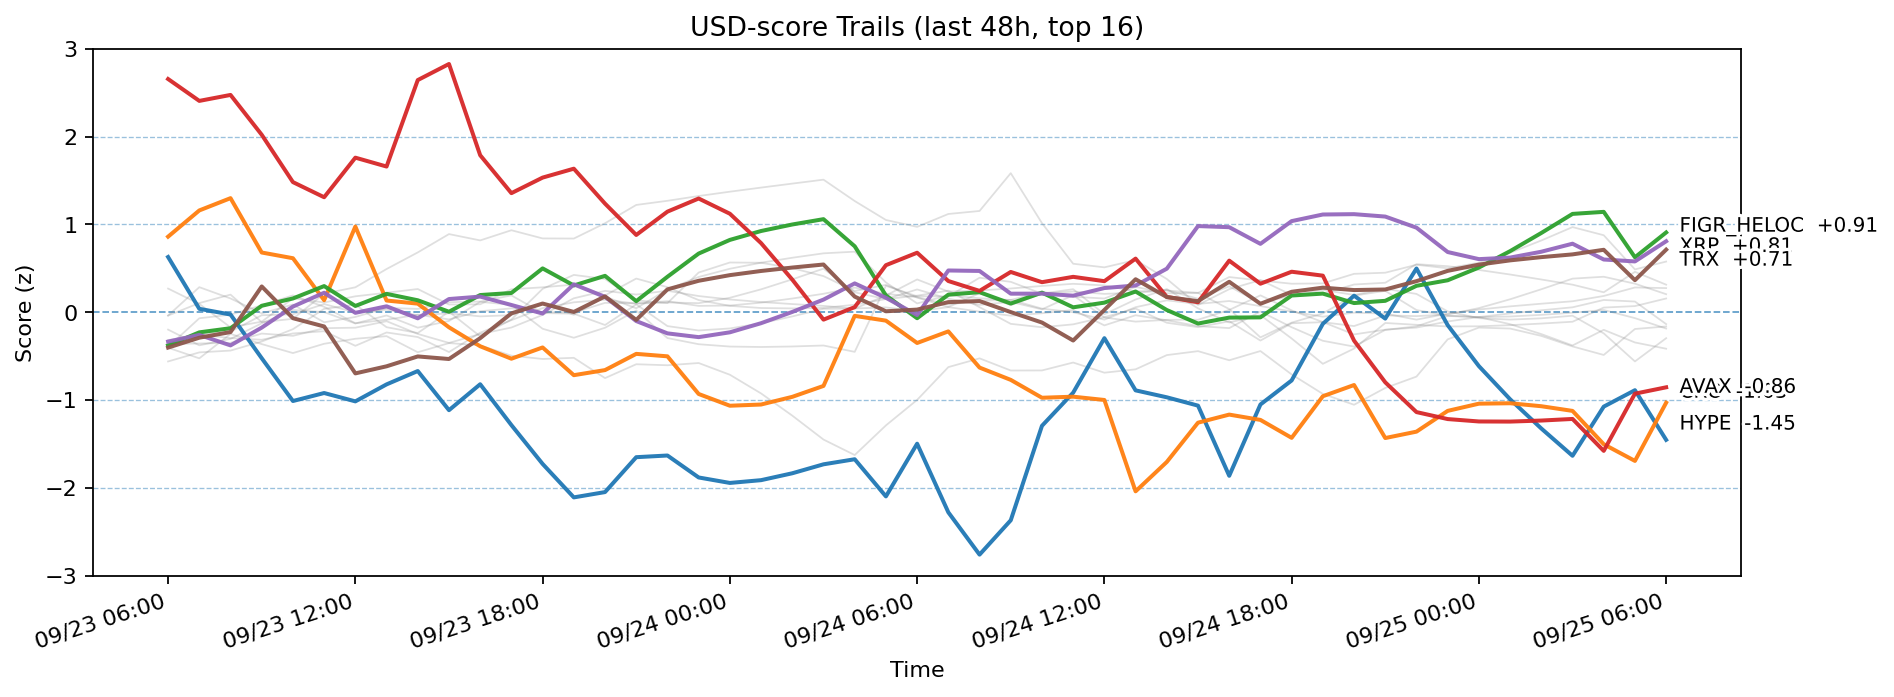 USD-score Trails (last 48h, top 16)
3
2
1
0
−1
−2
−3
Score (z)
FIGR_HELOC +0.91
XRP +0.81
TRX +0.71
AVAX -0.86
HYPE -1.45
09/23 06:00
09/23 12:00
09/23 18:00
09/24 00:00
09/24 06:00
09/24 12:00
09/24 18:00
09/25 00:00
09/25 06:00
Time